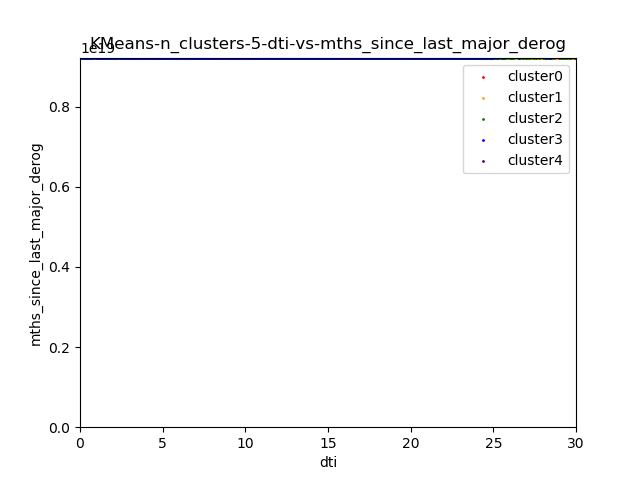 KMeans-n_clusters-5-dti-vs-mths_since_last_major_derog
1e19
cluster0
cluster1
cluster2
cluster3
cluster4
0.8
0.6
0.4
0.2
0.0
mths_since_last_major_derog
0 5 10 15 20 25 30
dti